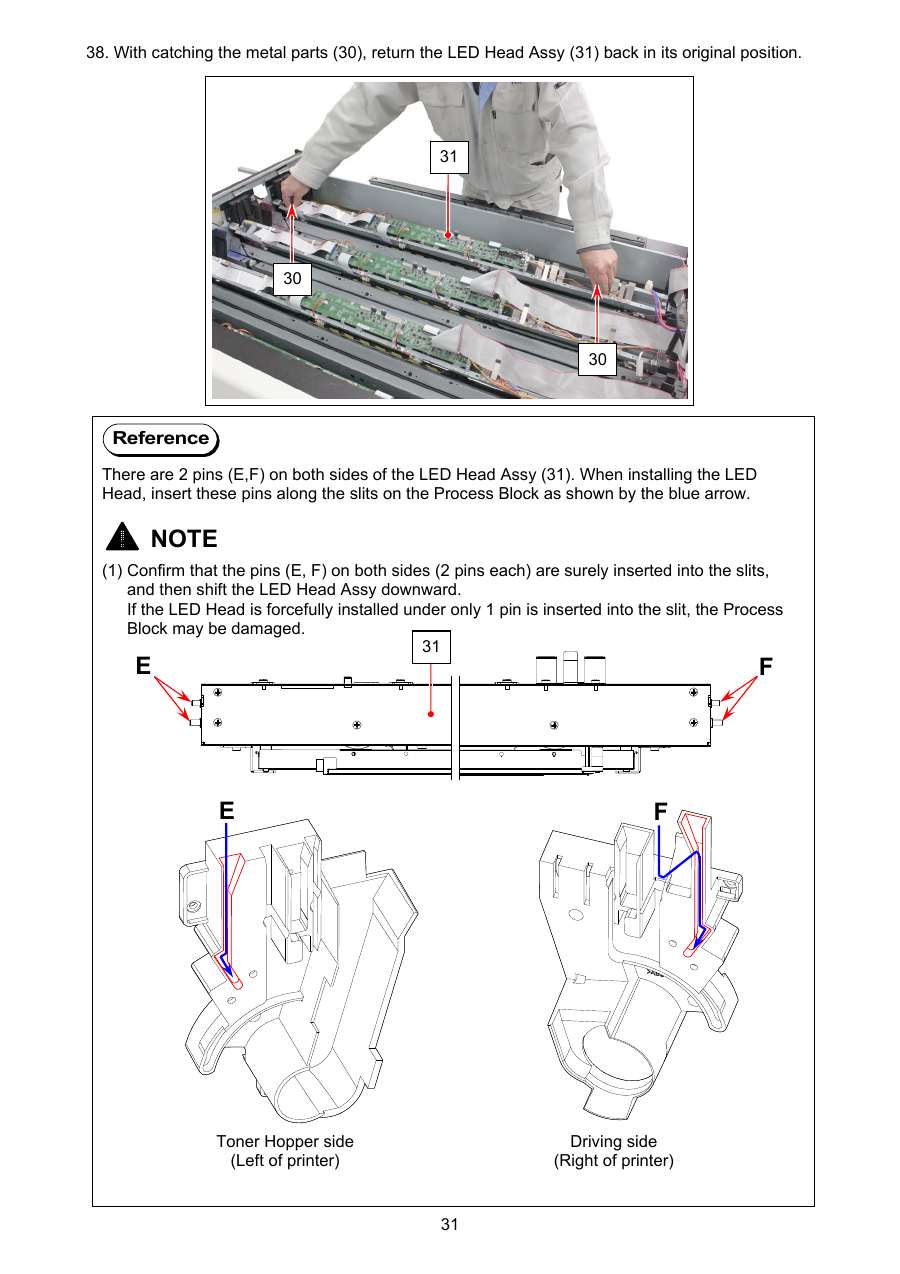 38. With catching the metal parts (30), return the LED Head Assy (31) back in its original position.
31
30
30
Reference
There are 2 pins (E,F) on both sides of the LED Head Assy (31). When installing the LED
Head, insert these pins along the slits on the Process Block as shown by the blue arrow.
NOTE
(1) Confirm that the pins (E, F) on both sides (2 pins each) are surely inserted into the slits,
and then shift the LED Head Assy downward.
If the LED Head is forcefully installed under only 1 pin is inserted into the slit, the Process
Block may be damaged.
31
E
F
E
F
Toner Hopper side
(Left of printer)
Driving side
(Right of printer)
31